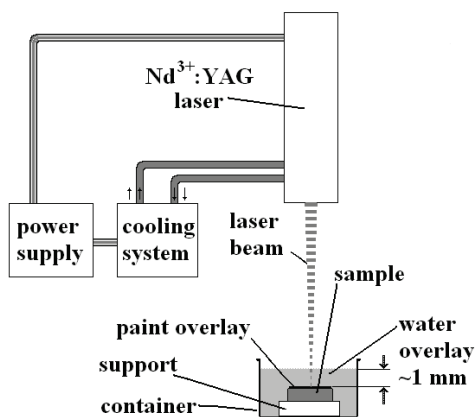 Nd³⁺:YAG
laser
power
supply
cooling
system
laser
beam
sample
paint overlay
water
overlay
~1 mm
support
container